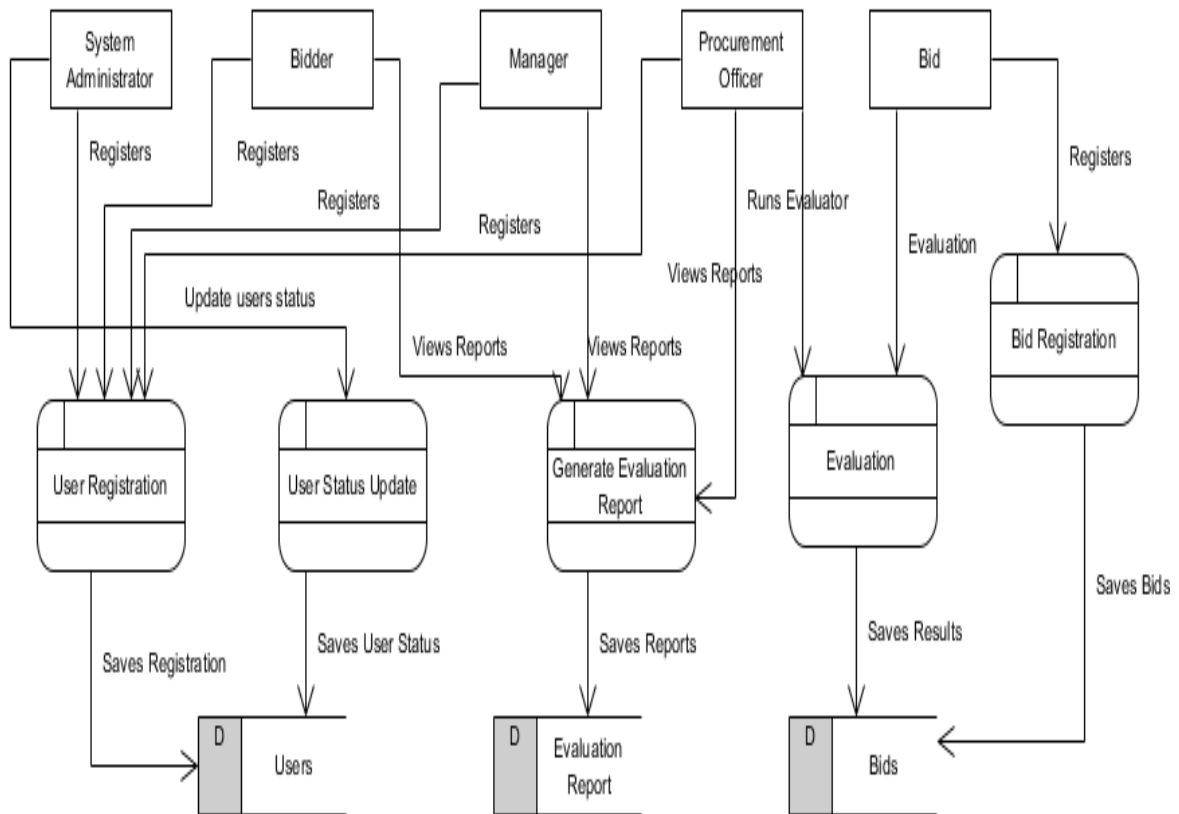 System
Administrator
Bidder
Manager
Procurement
Officer
Bid
Registers
Registers
Registers
Registers
Runs Evaluator
Registers
Evaluation
Views Reports
Update users status
Views Reports
Views Reports
Bid Registration
User Registration
User Status Update
Generate Evaluation
Report
Evaluation
Saves Registration
Saves User Status
Saves Reports
Saves Results
Saves Bids
D
Users
D
Evaluation
Report
D
Bids